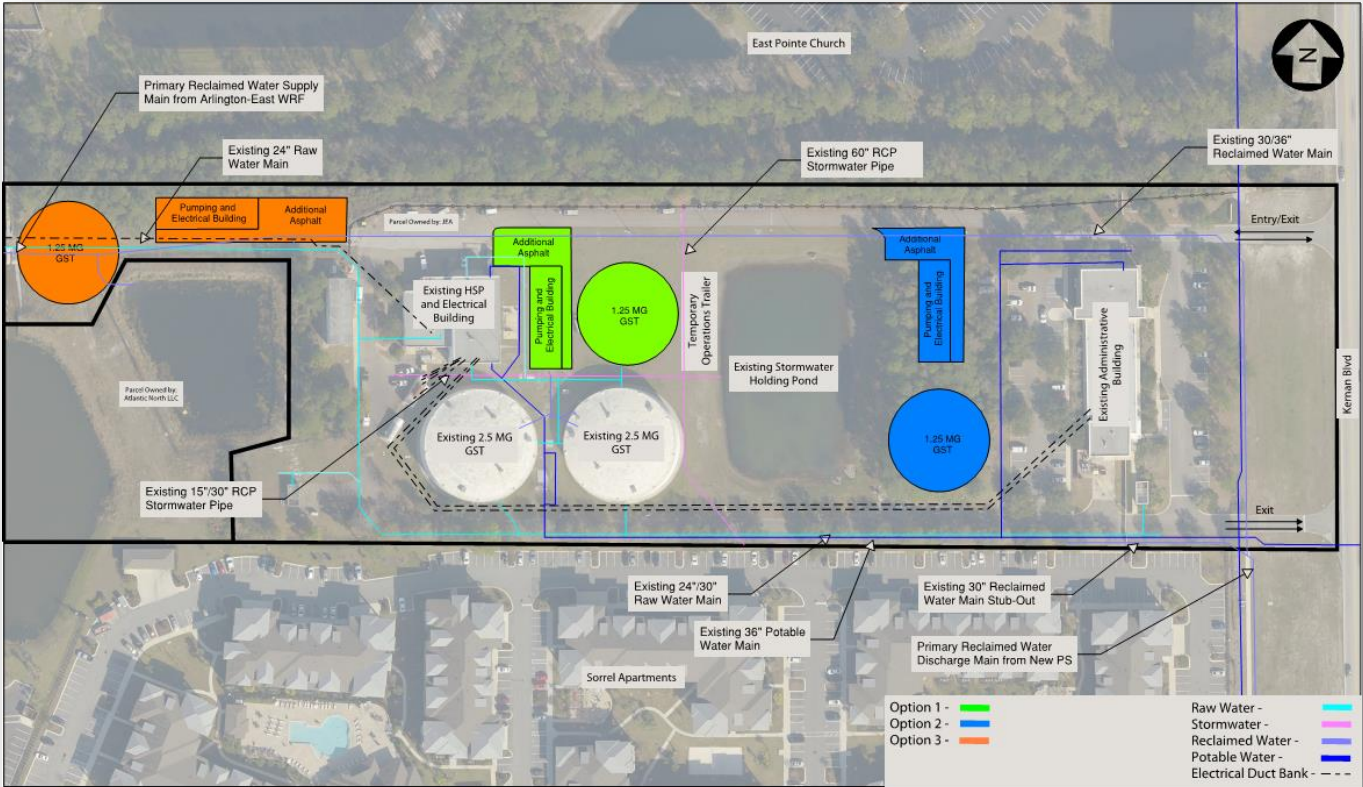 East Pointe Church
N
Primary Reclaimed Water Supply
Main from Arlington-East WRF
Existing 24" Raw
Water Main
Existing 60" RCP
Stormwater Pipe
Existing 30/36"
Reclaimed Water Main
Pumping and
Electrical Building
Additional
Asphalt
Parcel Owned by: JEA
Entry/Exit
1.25 MG
GST
Additional
Asphalt
Additional
Asphalt
Existing HSP
and Electrical
Building
Pumping and
Electrical Building
1.25 MG
GST
Temporary
Operations Trailer
Pumping and
Electrical Building
Existing Administrative
Building
Kernan Blvd
Existing Stormwater
Holding Pond
Parcel Owned by:
Atlantic North LLC
Existing 2.5 MG
GST
Existing 2.5 MG
GST
1.25 MG
GST
Existing 15"/30" RCP
Stormwater Pipe
Exit
Existing 24"/30"
Raw Water Main
Existing 30" Reclaimed
Water Main Stub-Out
Existing 36" Potable
Water Main
Primary Reclaimed Water
Discharge Main from New PS
Sorrel Apartments
Option 1 -
Option 2 -
Option 3 -
Raw Water -
Stormwater -
Reclaimed Water -
Potable Water -
Electrical Duct Bank -